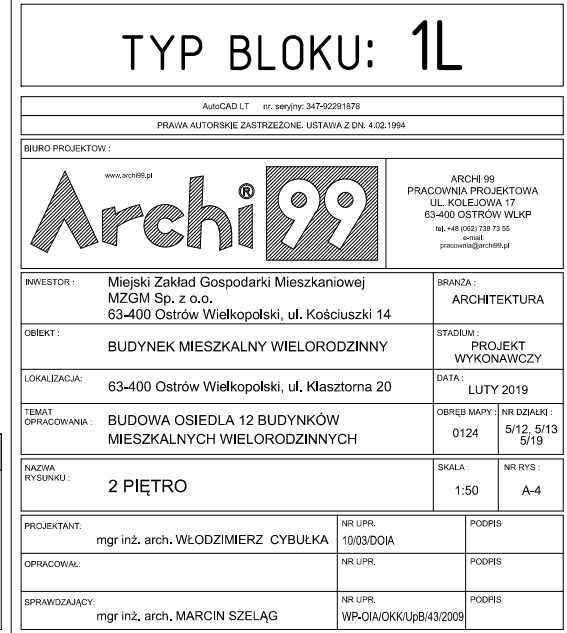 TYP BLOKU: 1L
AutoCAD LT nr. seryjny: 347-92291878
PRAWA AUTORSKIE ZASTRZEŻONE. USTAWA Z DN. 4.02.1994
BIURO PROJEKTOW :
www.archi99.pl
Archi 99 ®
ARCHI 99
PRACOWNIA PROJEKTOWA
UL. KOLEJOWA 17
63-400 OSTRÓW WLKP
tel. +48 (062) 738 73 55
e-mail:
pracownia@archi99.pl
INWESTOR :
Miejski Zakład Gospodarki Mieszkaniowej
MZGM Sp. z o.o.
63-400 Ostrów Wielkopolski, ul. Kościuszki 14
BRANŻA :
ARCHITEKTURA
OBIEKT :
BUDYNEK MIESZKALNY WIELORODZINNY
STADIUM :
PROJEKT
WYKONAWCZY
LOKALIZACJA:
63-400 Ostrów Wielkopolski, ul. Klasztorna 20
DATA :
LUTY 2019
TEMAT
OPRACOWANIA :
BUDOWA OSIEDLA 12 BUDYNKÓW
MIESZKALNYCH WIELORODZINNYCH
OBRĘB MAPY :
0124
NR DZIAŁKI :
5/12, 5/13
5/19
NAZWA
RYSUNKU :
2 PIĘTRO
SKALA :
1:50
NR RYS :
A-4
PROJEKTANT:
mgr inż. arch. WŁODZIMIERZ CYBULKA
NR UPR.
10/03/DOIA
PODPIS
OPRACOWAŁ:
NR UPR.
PODPIS
SPRAWDZAJĄCY:
mgr inż. arch. MARCIN SZELĄG
NR UPR.
WP-OIA/OKK/UpB/43/2009
PODPIS